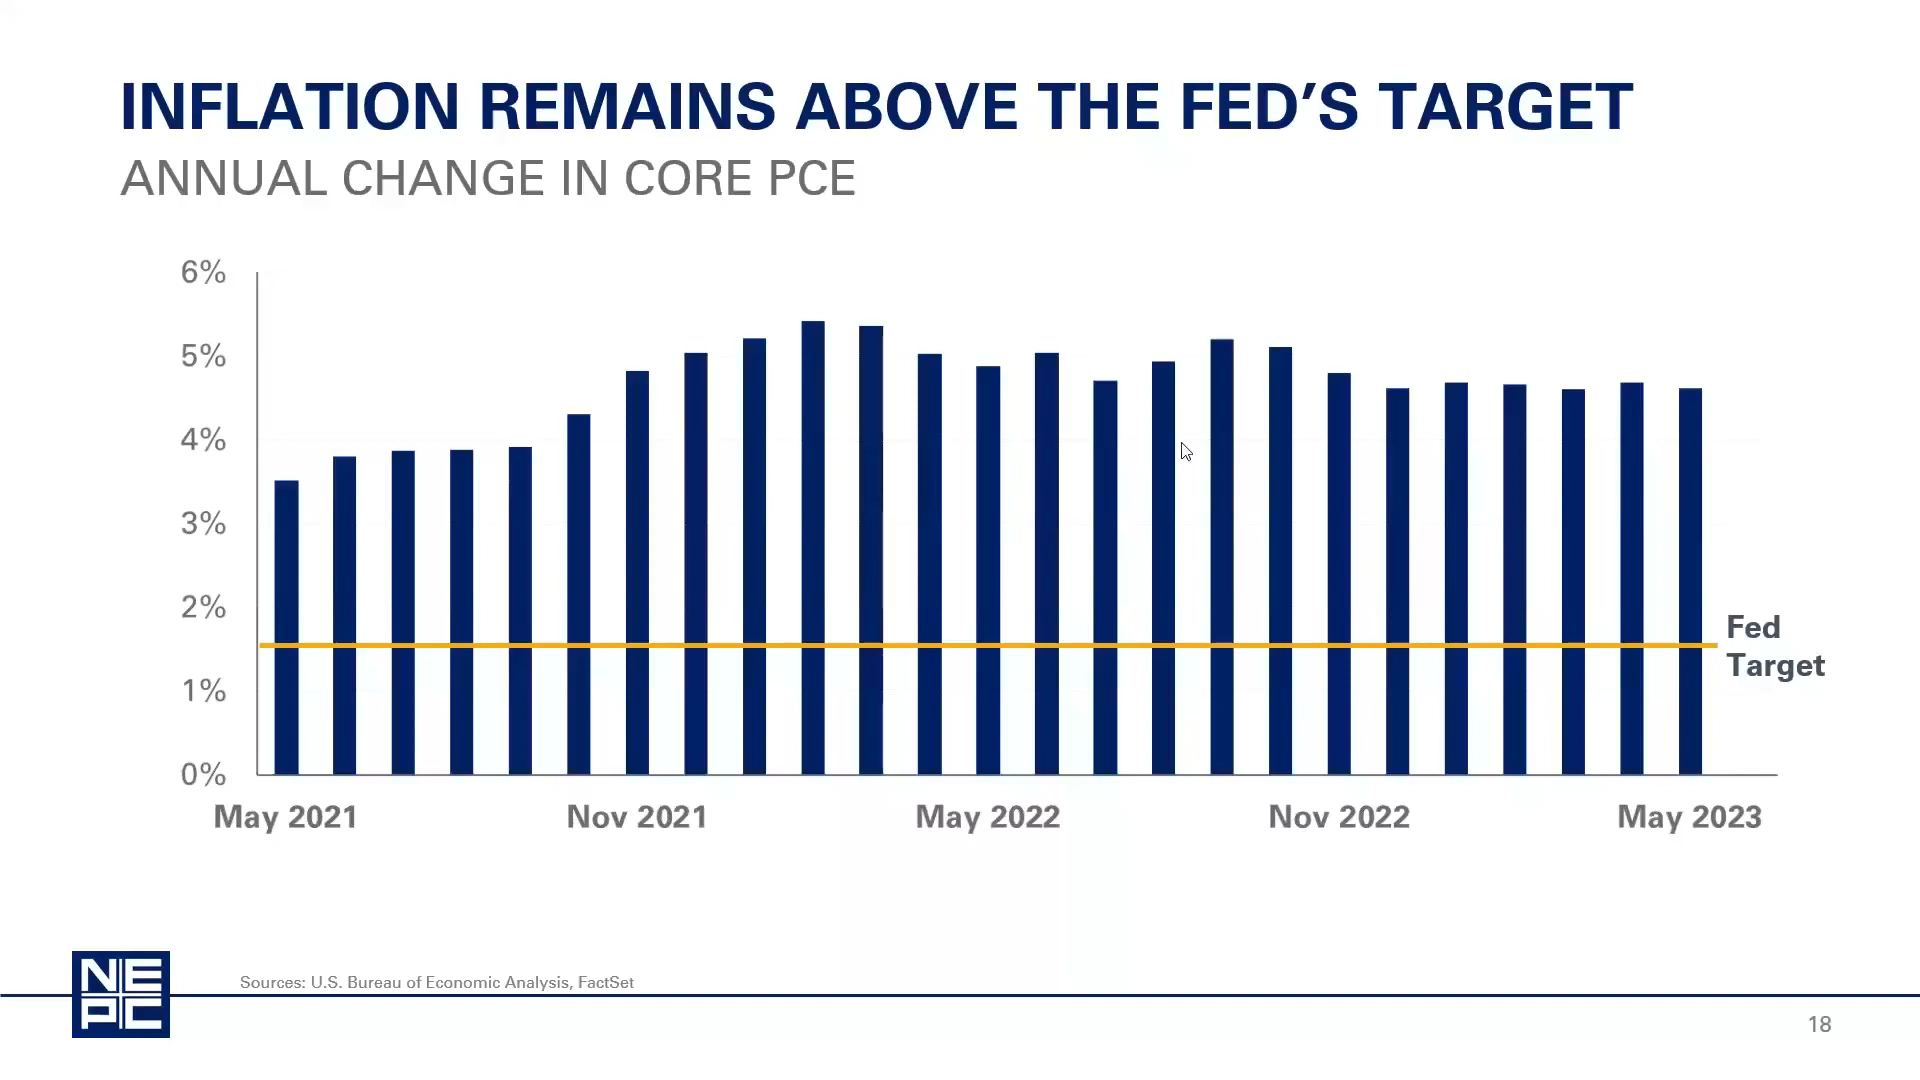 INFLATION REMAINS ABOVE THE FED’S TARGET
ANNUAL CHANGE IN CORE PCE
6%
5%
4%
3%
2%
1%
0%
Fed
Target
May 2021 Nov 2021 May 2022 Nov 2022 May 2023
NE
PC
Sources: U.S. Bureau of Economic Analysis, FactSet
18